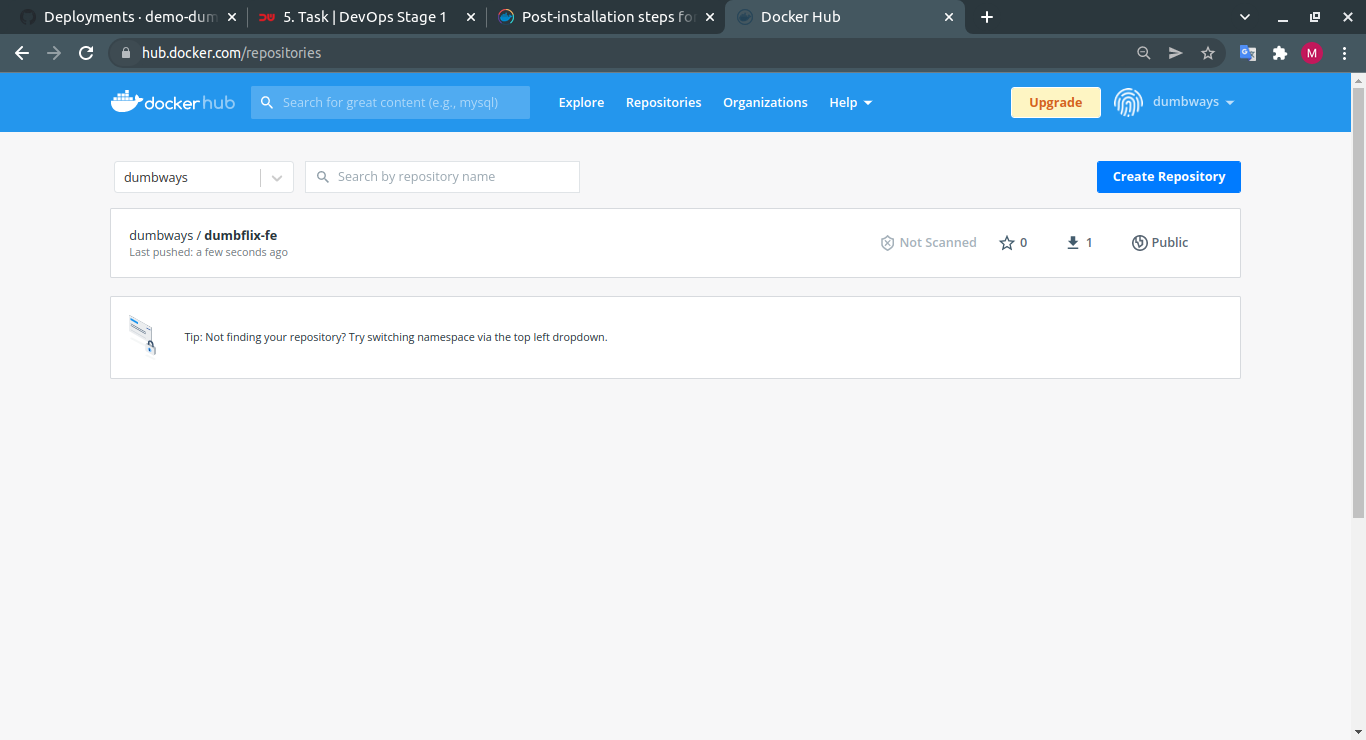 Deployments · demo-dum
5. Task | DevOps Stage 1
Post-installation steps for
Docker Hub
hub.docker.com/repositories
M
docker hub
Search for great content (e.g., mysql)
Explore
Repositories
Organizations
Help
Upgrade
dumbways
dumbways
Search by repository name
Create Repository
dumbways / dumbflix-fe
Last pushed: a few seconds ago
Not Scanned
0
1
Public
Tip: Not finding your repository? Try switching namespace via the top left dropdown.